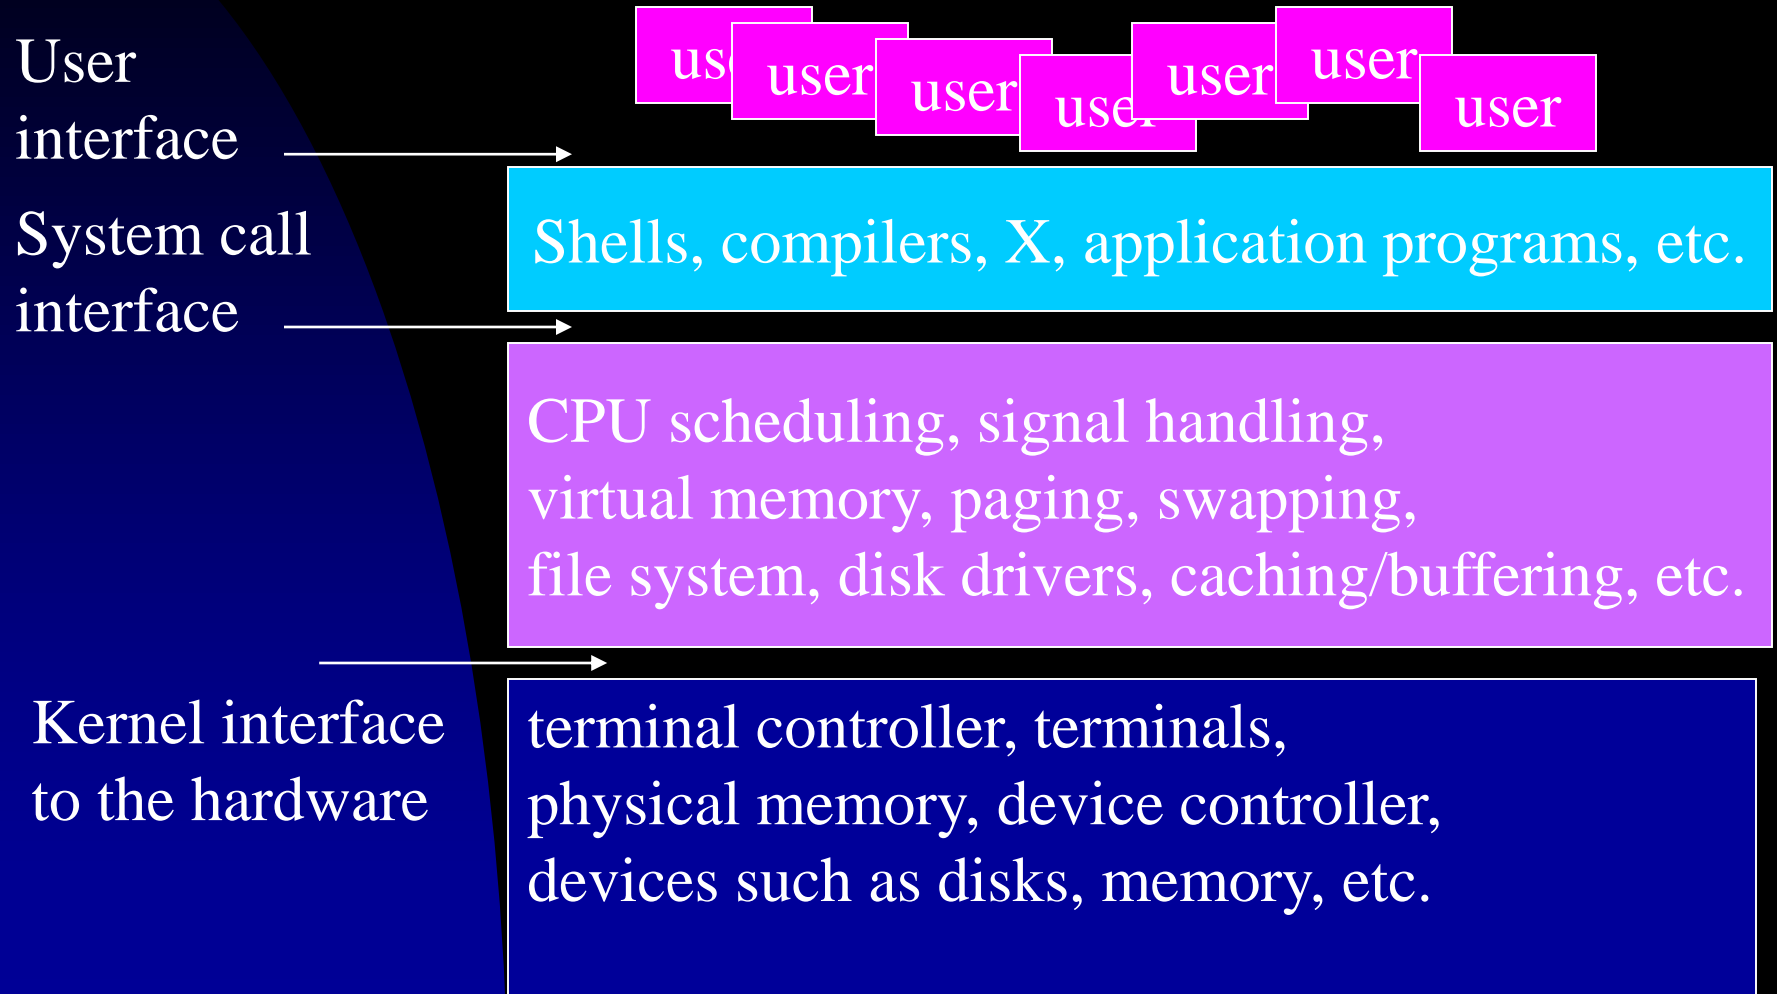 User
interface
user
user
user
user
user
user
System call
interface
Shells, compilers, X, application programs, etc.
CPU scheduling, signal handling,
virtual memory, paging, swapping,
file system, disk drivers, caching/buffering, etc.
Kernel interface
to the hardware
terminal controller, terminals,
physical memory, device controller,
devices such as disks, memory, etc.